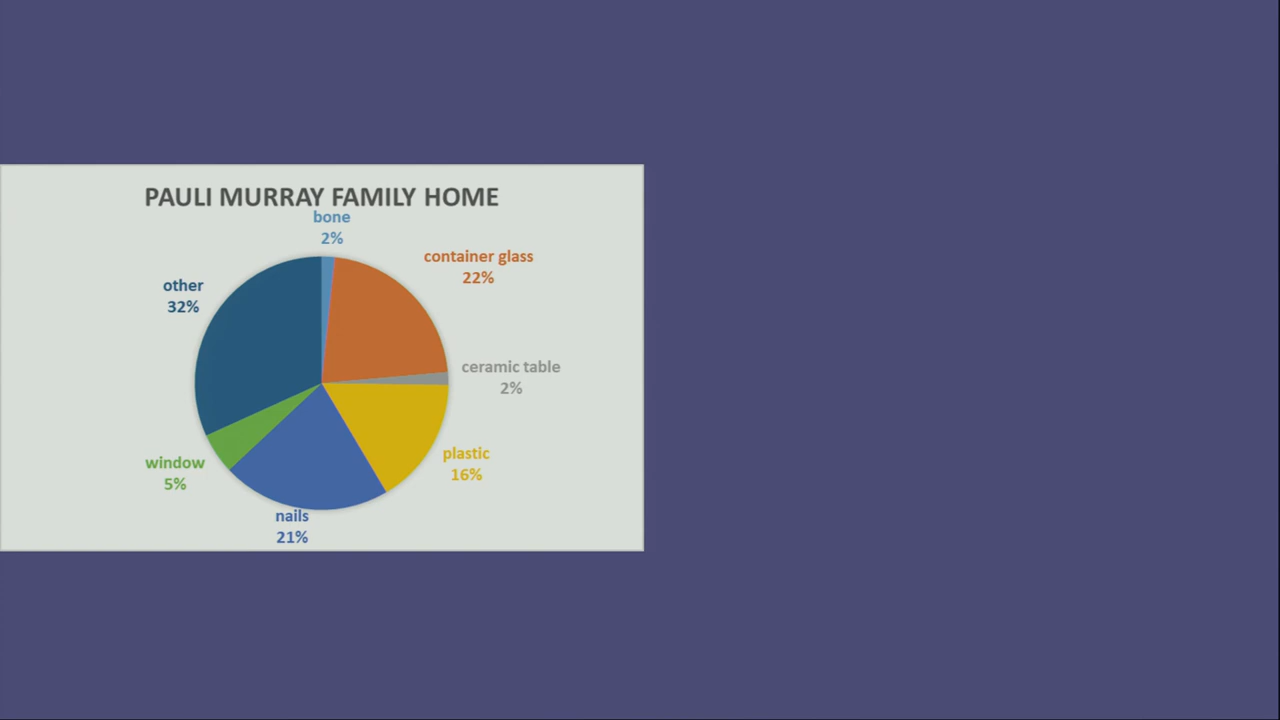 PAULI MURRAY FAMILY HOME
bone
2%
container glass
22%
other
32%
ceramic table
2%
plastic
16%
window
5%
nails
21%